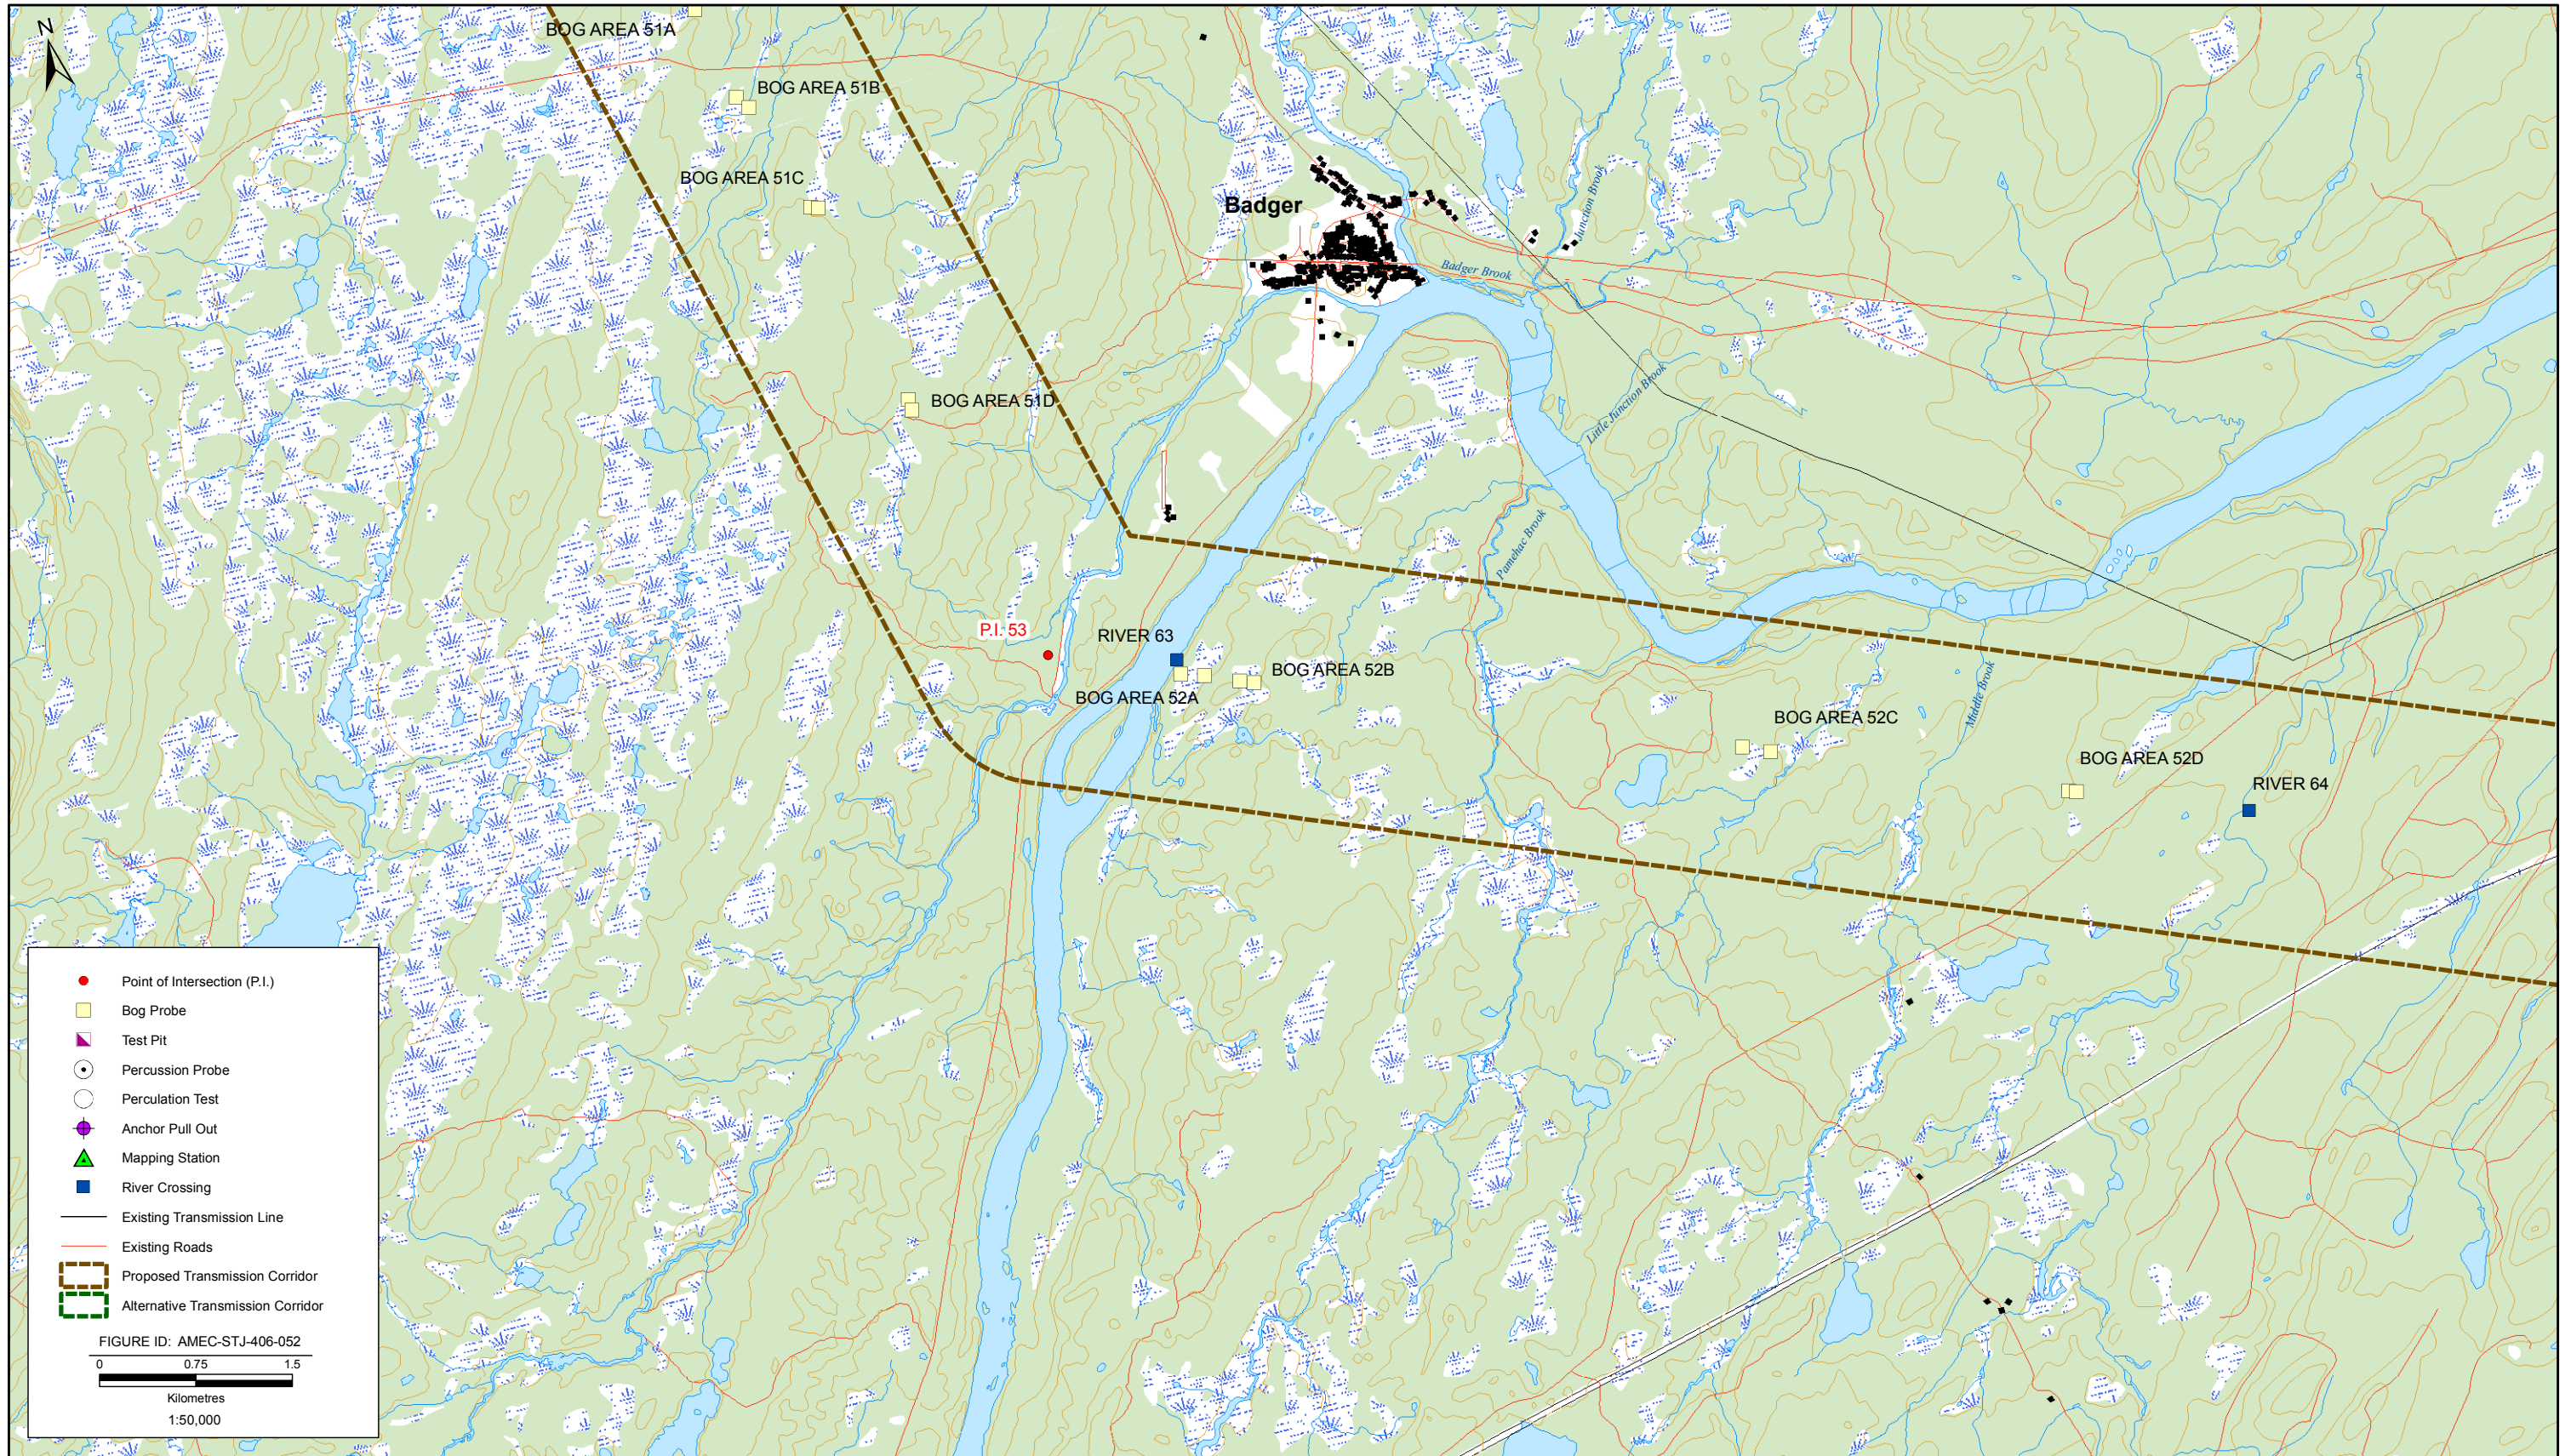 N
BOG AREA 51A
BOG AREA 51B
BOG AREA 51C
Badger
Junction Brook
Badger Brook
Little Junction Brook
BOG AREA 51D
Pamehac Brook
P.I. 53
RIVER 63
BOG AREA 52B
BOG AREA 52A
Middle Brook
BOG AREA 52C
BOG AREA 52D
RIVER 64
Point of Intersection (P.I.)
Bog Probe
Test Pit
Percussion Probe
Perculation Test
Anchor Pull Out
Mapping Station
River Crossing
Existing Transmission Line
Existing Roads
Proposed Transmission Corridor
Alternative Transmission Corridor
FIGURE ID: AMEC-STJ-406-052
0 0.75 1.5
Kilometres
1:50,000